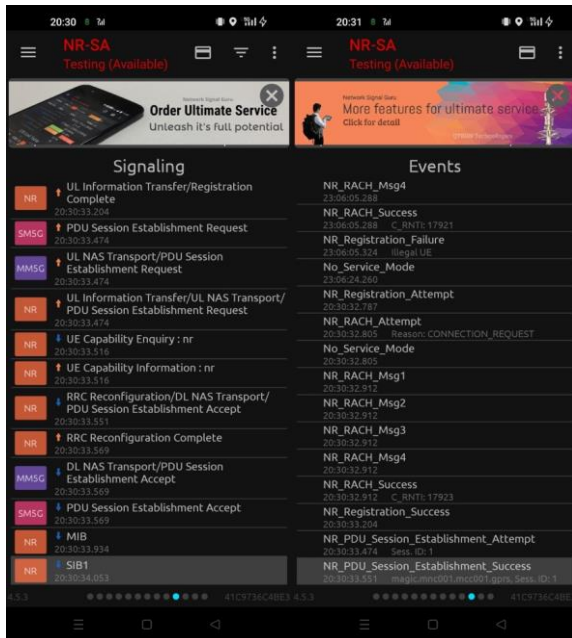 20:30
NR-SA
Testing (Available)
Network Signal Guru
Order Ultimate Service
Unleash it's full potential
Signaling
NR
UL Information Transfer/Registration
Complete
20:30:33.204
SM5G
PDU Session Establishment Request
20:30:33.474
MM5G
UL NAS Transport/PDU Session
Establishment Request
20:30:33.474
NR
UL Information Transfer/UL NAS Transport/
PDU Session Establishment Request
20:30:33.474
NR
UE Capability Enquiry : nr
20:30:33.516
NR
UE Capability Information : nr
20:30:33.516
NR
RRC Reconfiguration/DL NAS Transport/
PDU Session Establishment Accept
20:30:33.551
NR
RRC Reconfiguration Complete
20:30:33.569
MM5G
DL NAS Transport/PDU Session
Establishment Accept
20:30:33.569
SM5G
PDU Session Establishment Accept
20:30:33.569
NR
MIB
20:30:33.934
NR
SIB1
20:30:34.053
4.5.3
41C9736C4BE3
20:31
NR-SA
Testing (Available)
Network Signal Guru
More features for ultimate service
Click for detail
Technologies
Events
NR_RACH_Msg4
23:06:05.288
NR_RACH_Success
23:06:05.288 C_RNTI: 17921
NR_Registration_Failure
23:06:05.324 Illegal UE
No_Service_Mode
23:06:24.260
NR_Registration_Attempt
20:30:32.787
NR_RACH_Attempt
20:30:32.805 Reason: CONNECTION_REQUEST
No_Service_Mode
20:30:32.805
NR_RACH_Msg1
20:30:32.912
NR_RACH_Msg2
20:30:32.912
NR_RACH_Msg3
20:30:32.912
NR_RACH_Msg4
20:30:32.912
NR_RACH_Success
20:30:32.912 C_RNTI: 17923
NR_Registration_Success
20:30:33.204
NR_PDU_Session_Establishment_Attempt
20:30:33.474 Sess. ID: 1
NR_PDU_Session_Establishment_Success
20:30:33.551 magic.mnc001.mcc001.gprs, Sess. ID: 1
4.5.3
41C9736C4BE